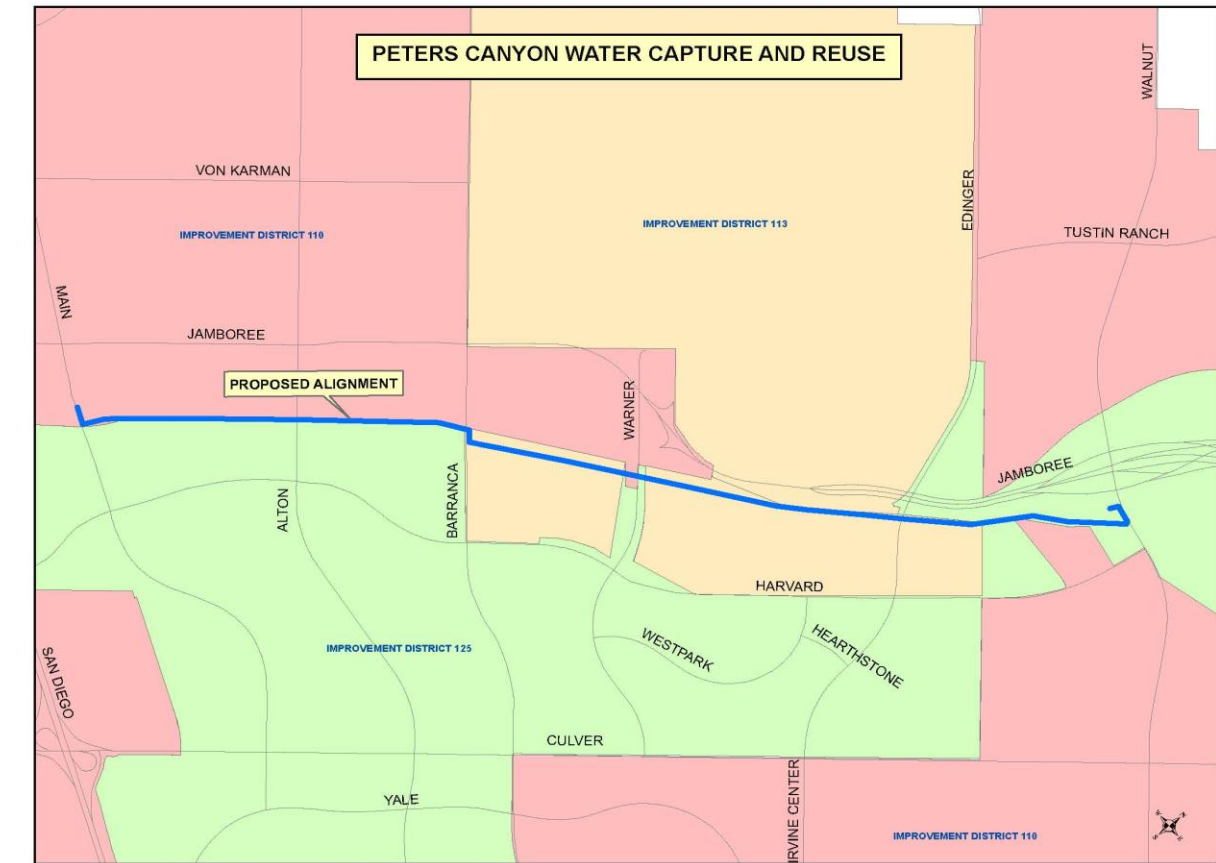 PETERS CANYON WATER CAPTURE AND REUSE
WALNUT
VON KARMAN
EDINGER
IMPROVEMENT DISTRICT 110
IMPROVEMENT DISTRICT 113
TUSTIN RANCH
MAIN
JAMBOREE
PROPOSED ALIGNMENT
WARNER
JAMBOREE
ALTON
BARRANCA
HARVARD
WESTPARK
HEARTHSTONE
IMPROVEMENT DISTRICT 125
SAN DIEGO
CULVER
YALE
IRVINE CENTER
IMPROVEMENT DISTRICT 110